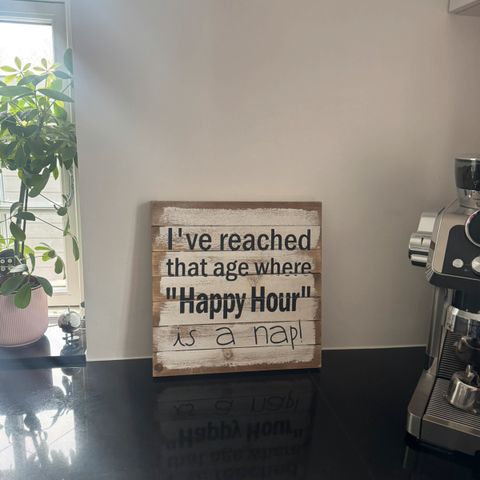 I've reached
that age where
"Happy Hour"
is a nap!